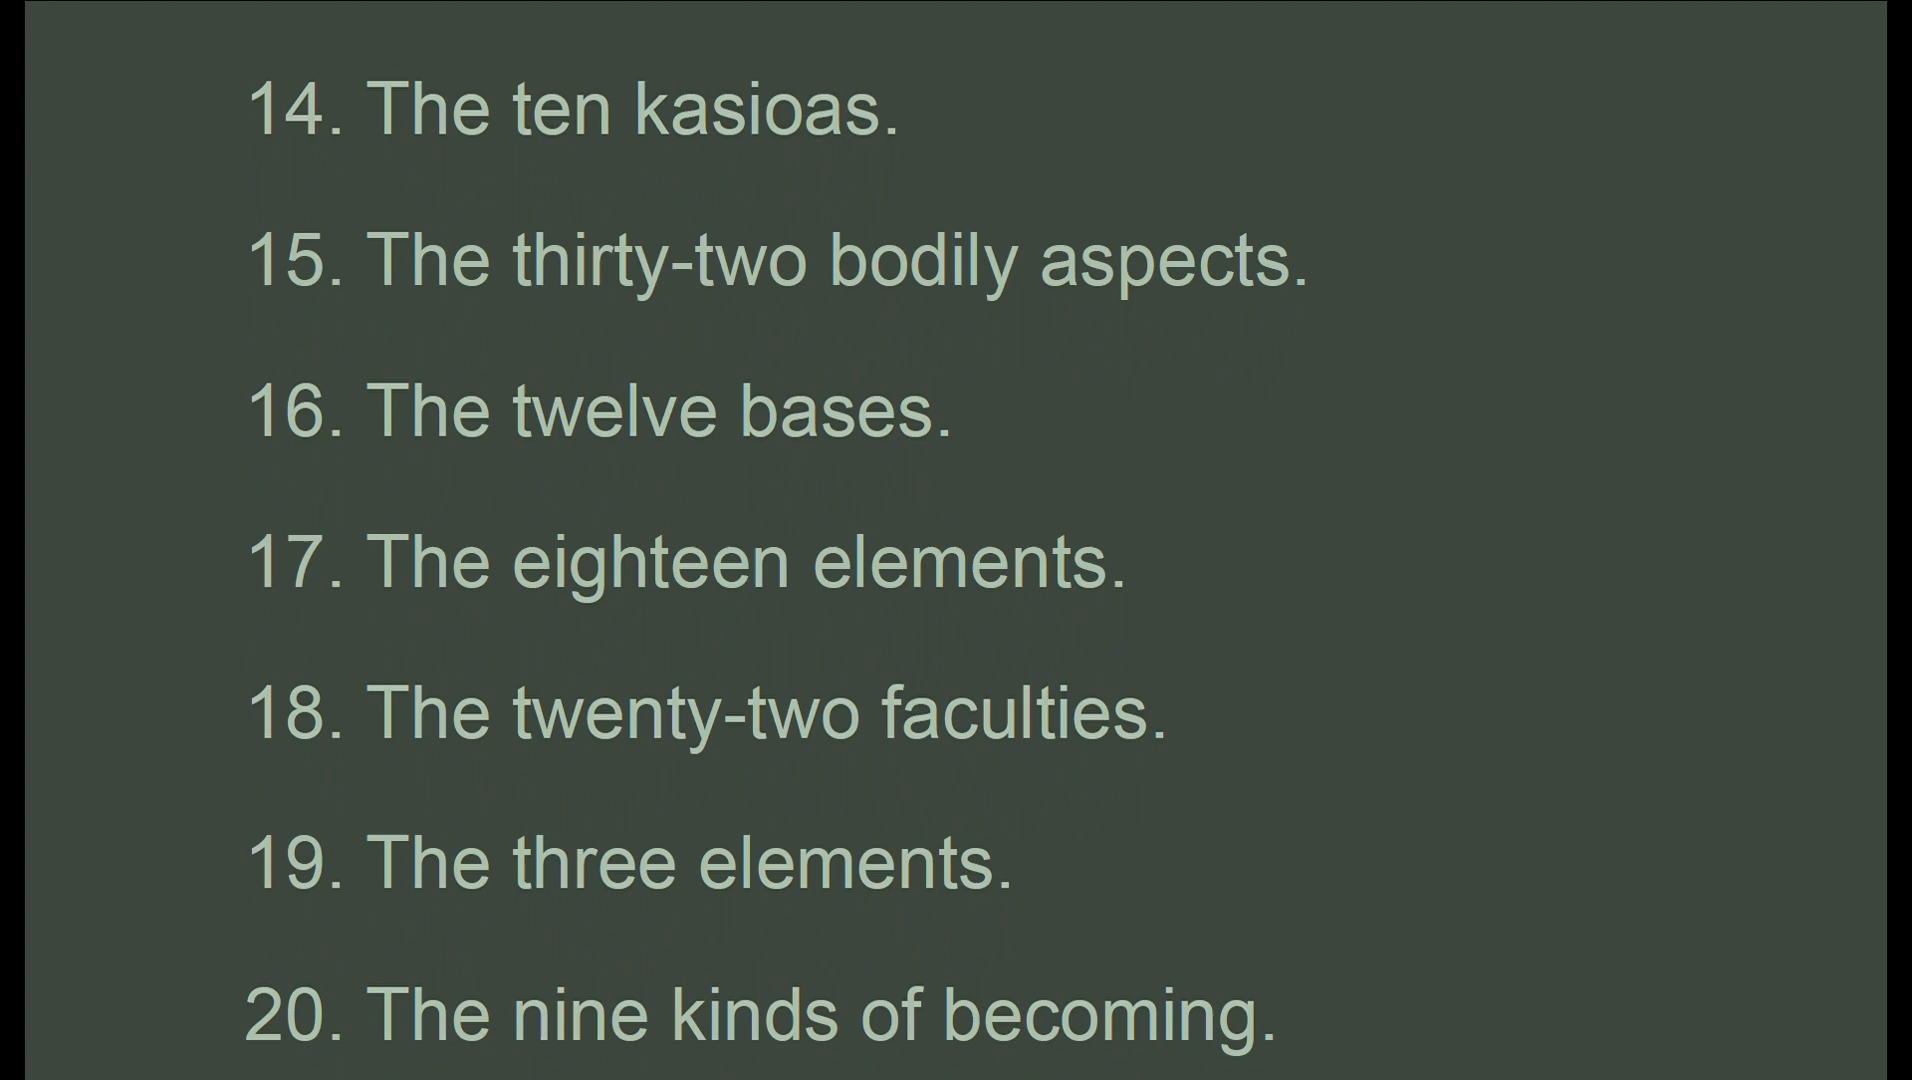 14. The ten kasioas.
15. The thirty-two bodily aspects.
16. The twelve bases.
17. The eighteen elements.
18. The twenty-two faculties.
19. The three elements.
20. The nine kinds of becoming.